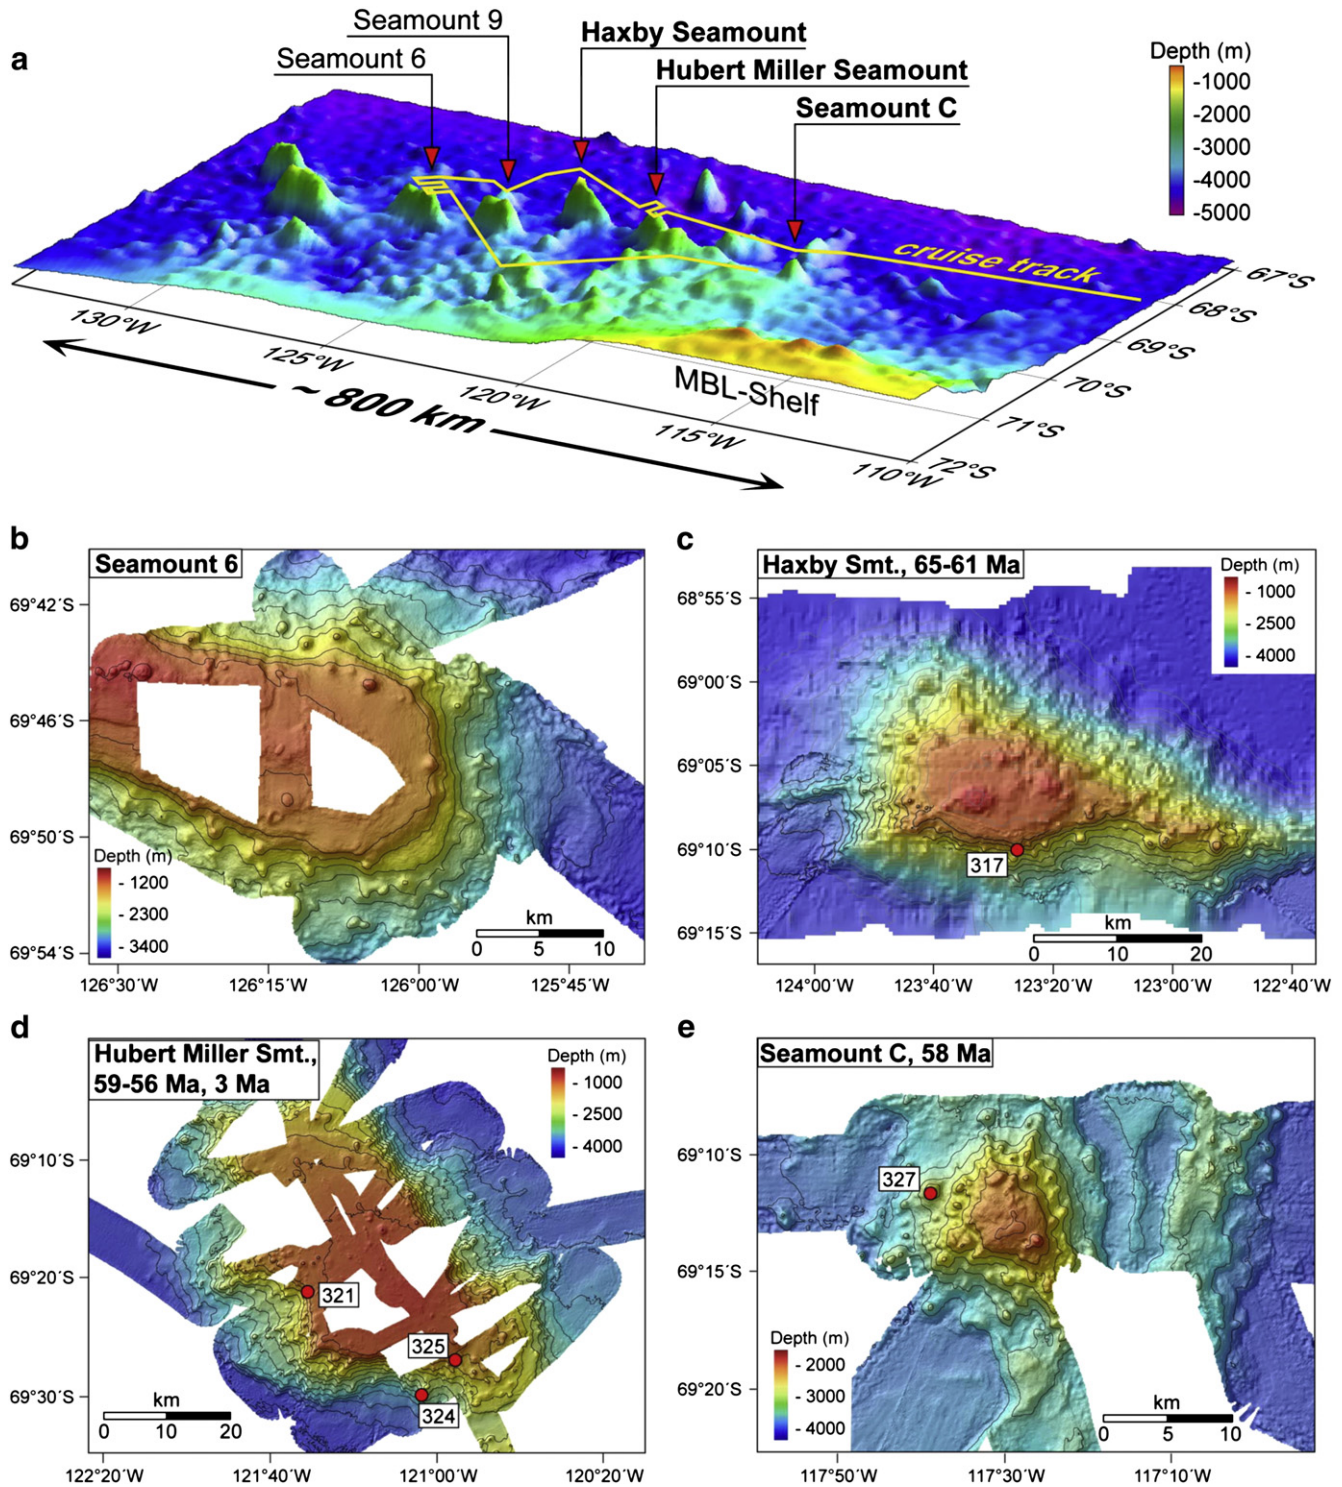 a
Seamount 9
Seamount 6
Haxby Seamount
Hubert Miller Seamount
Seamount C
Depth (m)
-1000
-2000
-3000
-4000
-5000
cruise track
67°S
68°S
69°S
70°S
71°S
72°S
130°W
125°W
120°W
115°W
110°W
~ 800 km
MBL-Shelf
b
Seamount 6
69°42´S
69°46´S
69°50´S
69°54´S
Depth (m)
- 1200
- 2300
- 3400
km
0 5 10
126°30´W 126°15´W 126°00´W 125°45´W
c
Haxby Smt., 65-61 Ma
Depth (m)
- 1000
- 2500
- 4000
68°55´S
69°00´S
69°05´S
69°10´S
69°15´S
317
km
0 10 20
124°00´W 123°40´W 123°20´W 123°00´W 122°40´W
d
Hubert Miller Smt.,
59-56 Ma, 3 Ma
Depth (m)
- 1000
- 2500
- 4000
69°10´S
69°20´S
69°30´S
321
325
324
km
0 10 20
122°20´W 121°40´W 121°00´W 120°20´W
e
Seamount C, 58 Ma
69°10´S
69°15´S
69°20´S
327
Depth (m)
- 2000
- 3000
- 4000
km
0 5 10
117°50´W 117°30´W 117°10´W